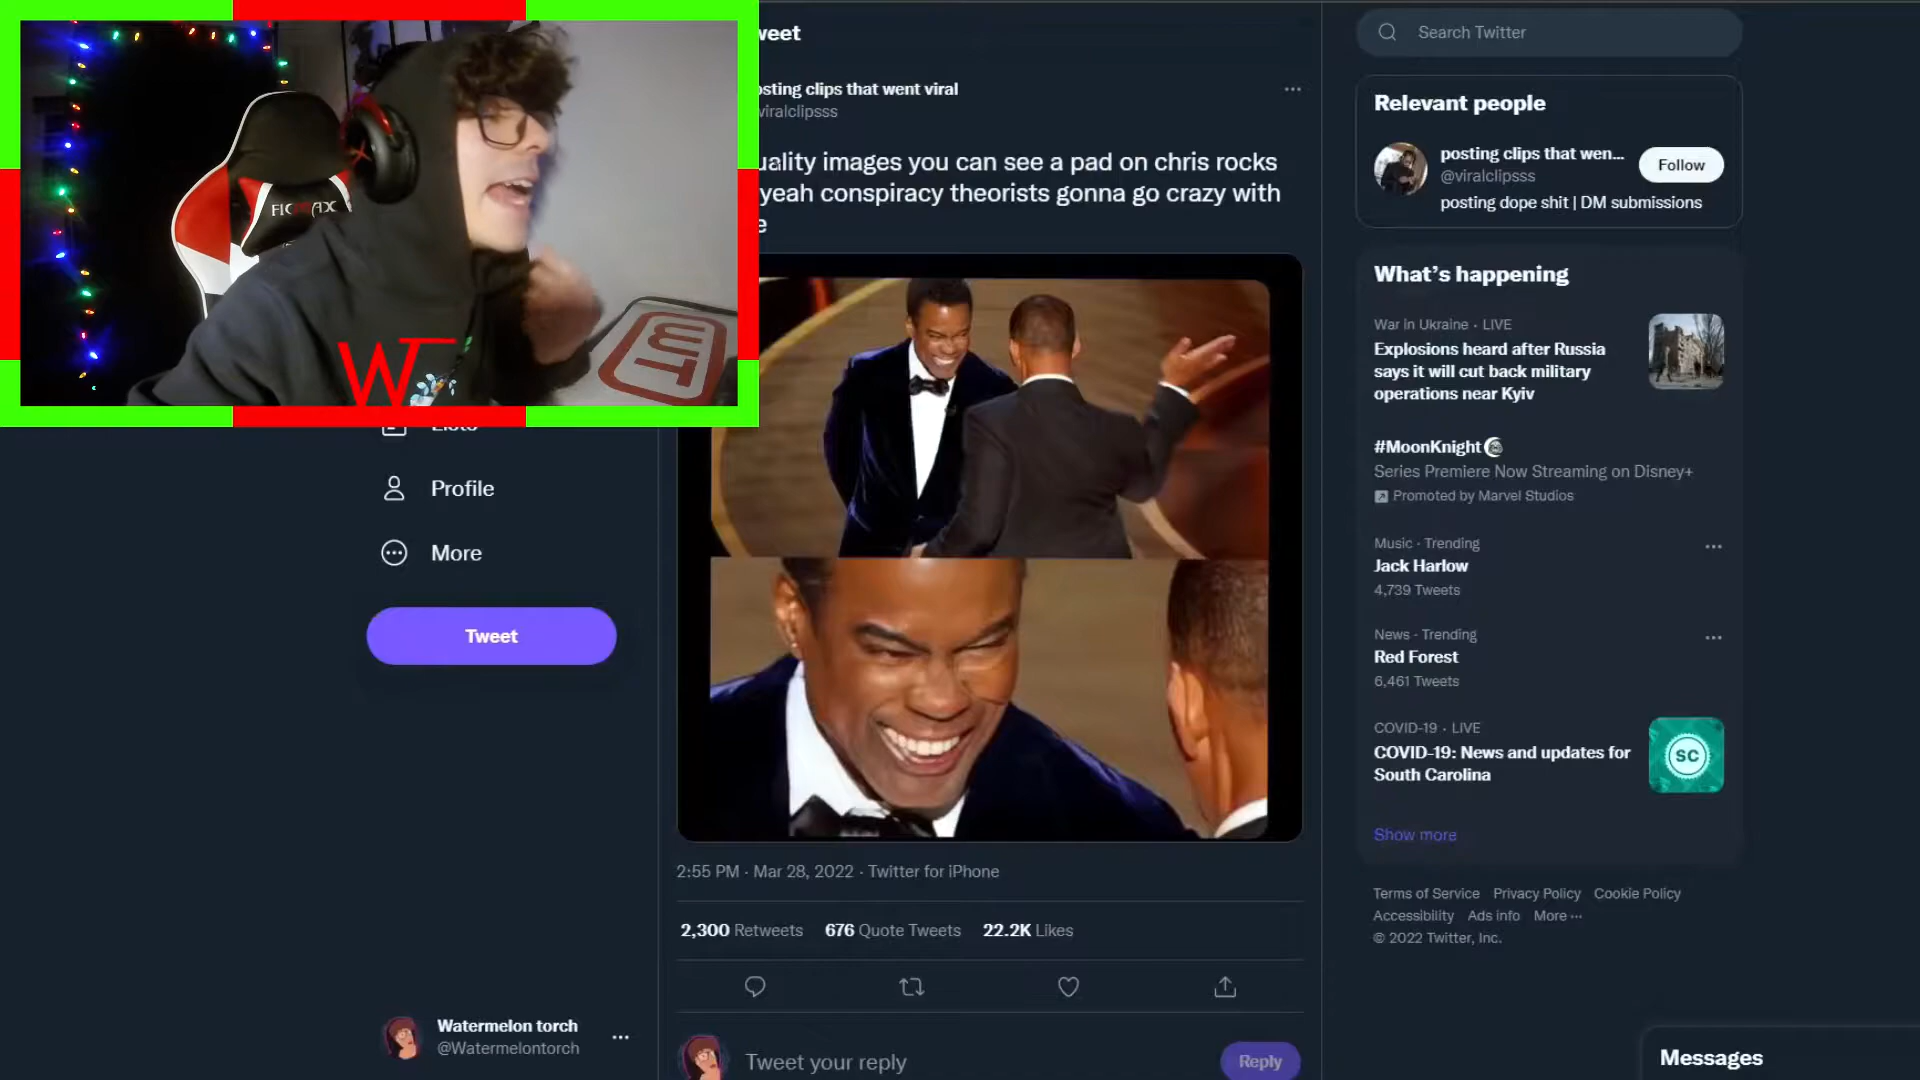 weet
osting clips that went viral
viralclipsss
uality images you can see a pad on chris rocks
yeah conspiracy theorists gonna go crazy with
e
WT
Profile
More
Tweet
2:55 PM · Mar 28, 2022 · Twitter for iPhone
2,300 Retweets 676 Quote Tweets 22.2K Likes
Watermelon torch
@Watermelontorch
Tweet your reply
Reply
Search Twitter
Relevant people
posting clips that wen...
@viralclipsss
Follow
posting dope shit | DM submissions
What's happening
War in Ukraine · LIVE
Explosions heard after Russia
says it will cut back military
operations near Kyiv
#MoonKnight
Series Premiere Now Streaming on Disney+
Promoted by Marvel Studios
Music · Trending
Jack Harlow
4,739 Tweets
News · Trending
Red Forest
6,461 Tweets
COVID-19 · LIVE
COVID-19: News and updates for
South Carolina
SC
Show more
Terms of Service Privacy Policy Cookie Policy
Accessibility Ads info More ...
© 2022 Twitter, Inc.
Messages